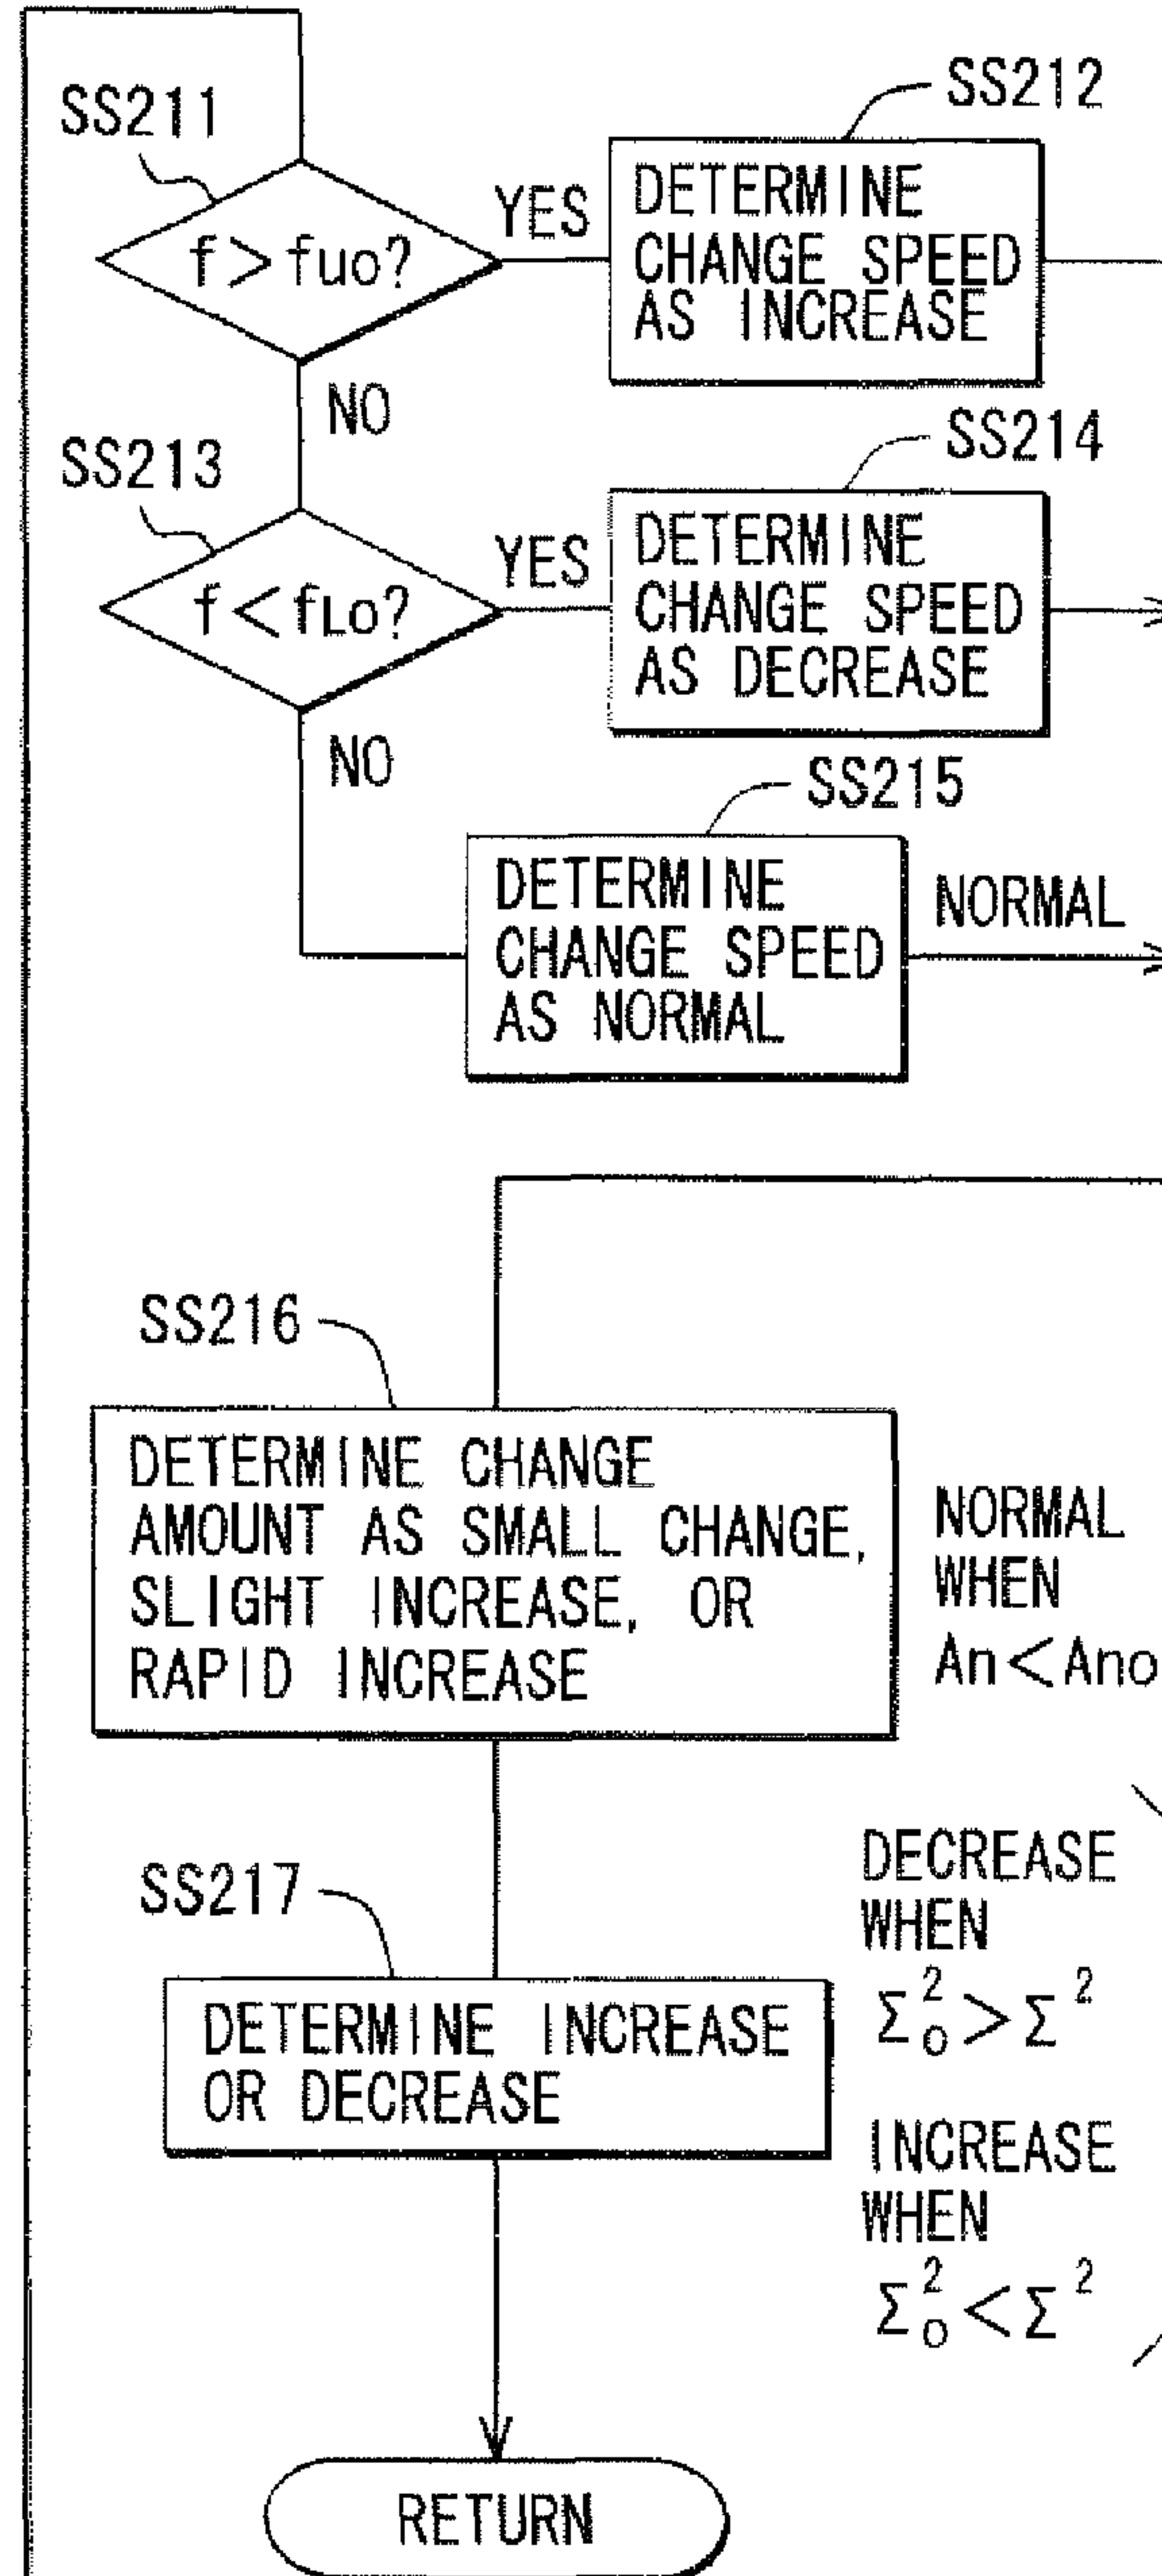 SS211
f>fUO?
YES
SS212
DETERMINE
CHANGE SPEED
AS INCREASE
NO
SS213
f<fLO?
YES
SS214
DETERMINE
CHANGE SPEED
AS DECREASE
NO
SS215
DETERMINE
CHANGE SPEED
AS NORMAL
NORMAL
SS216
DETERMINE CHANGE
AMOUNT AS SMALL CHANGE,
SLIGHT INCREASE, OR
RAPID INCREASE
NORMAL
WHEN
An<Ano
SS217
DETERMINE INCREASE
OR DECREASE
DECREASE
WHEN
Σ₀²>Σ²
INCREASE
WHEN
Σ₀²<Σ²
RETURN